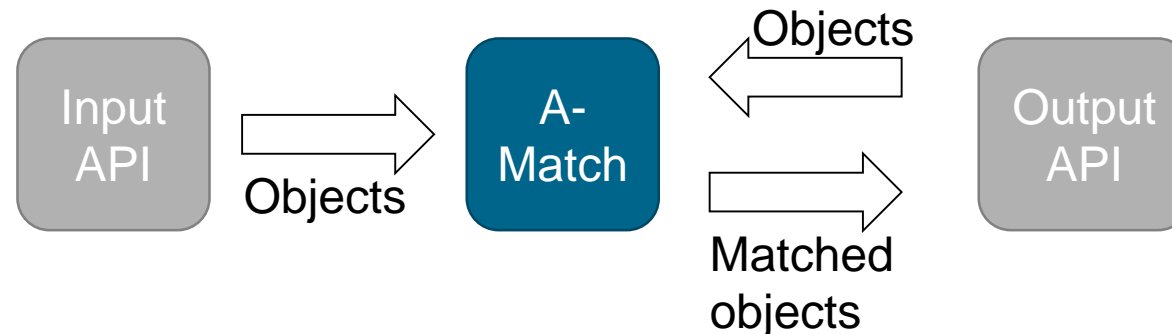 Input
API
Objects
A-
Match
Objects
Matched
objects
Output
API